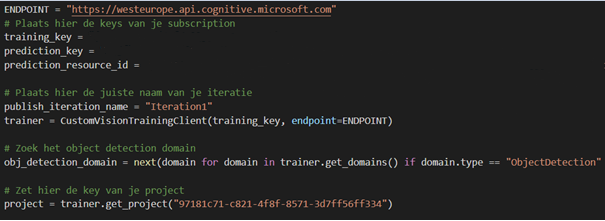 ENDPOINT = "https://westeurope.api.cognitive.microsoft.com"
# Plaats hier de keys van je subscription
training_key =
prediction_key =
prediction_resource_id =
# Plaats hier de juiste naam van je iteratie
publish_iteration_name = "Iteration1"
trainer = CustomVisionTrainingClient(training_key, endpoint=ENDPOINT)
# Zoek het object detection domain
obj_detection_domain = next(domain for domain in trainer.get_domains() if domain.type == "ObjectDetection"
# Zet hier de key van je project
project = trainer.get_project("97181c71-c821-4f8f-8571-3d7ff56ff334")